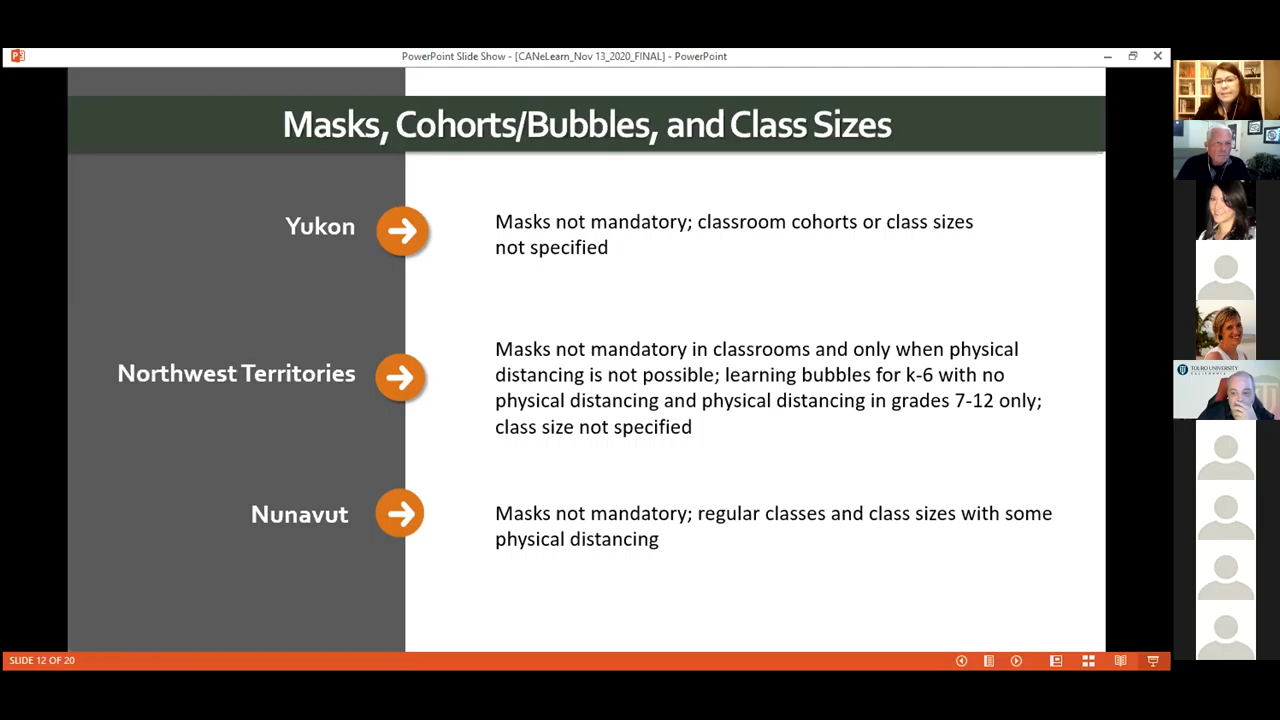 PowerPoint Slide Show - [CANeLearn_Nov 13_2020_FINAL] - PowerPoint
Masks, Cohorts/Bubbles, and Class Sizes
Yukon
Masks not mandatory; classroom cohorts or class sizes
not specified
Northwest Territories
Masks not mandatory in classrooms and only when physical
distancing is not possible; learning bubbles for k-6 with no
physical distancing and physical distancing in grades 7-12 only;
class size not specified
Nunavut
Masks not mandatory; regular classes and class sizes with some
physical distancing
SLIDE 12 OF 20
TOURO UNIVERSITY
CALIFORNIA